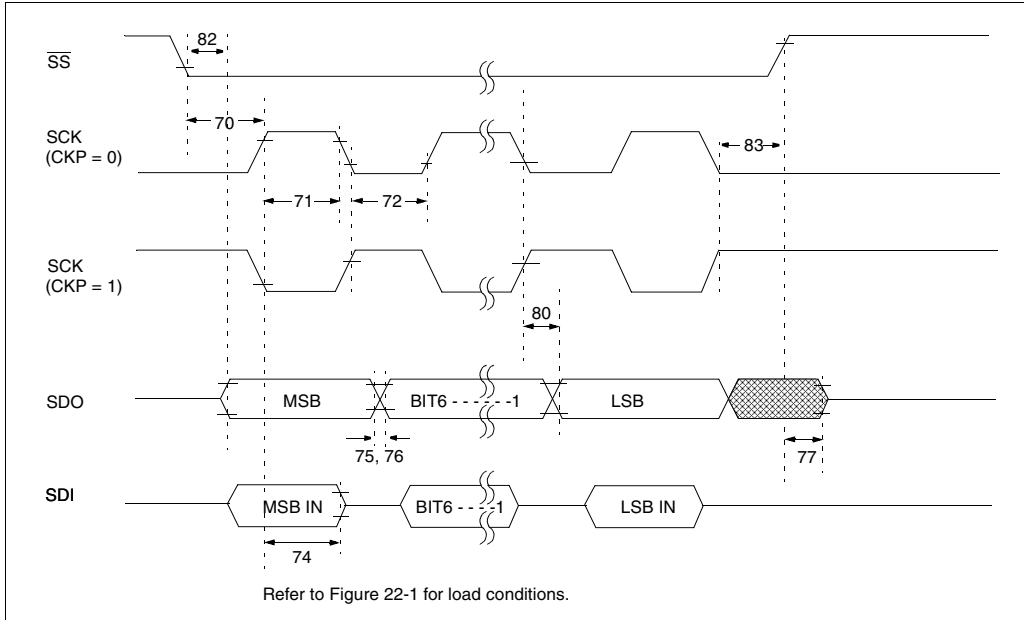 82
SS
70
SCK
(CKP = 0)
83
71
72
SCK
(CKP = 1)
80
SDO
MSB
BIT6 - - - - - -1
LSB
75, 76
77
SDI
MSB IN
BIT6 - - - -1
LSB IN
74
Refer to Figure 22-1 for load conditions.